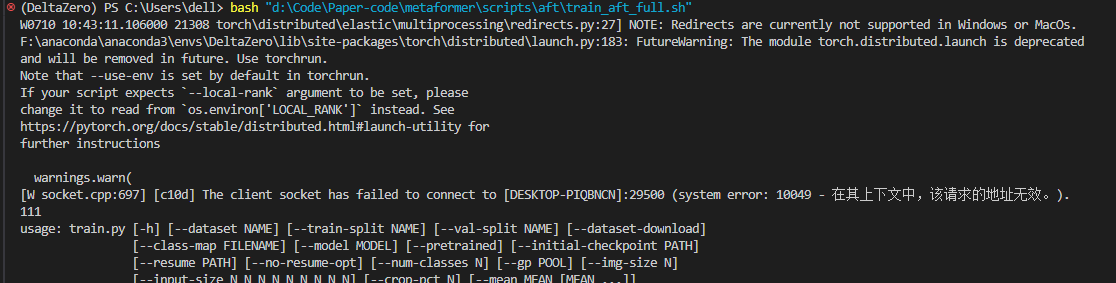 (DeltaZero) PS C:\Users\dell> bash "d:\Code\Paper-code\metaformer\scripts\aft\train_aft_full.sh"
W0710 10:43:11.106000 21308 torch\distributed\elastic\multiprocessing\redirects.py:27] NOTE: Redirects are currently not supported in Windows or MacOs.
F:\anaconda\anaconda3\envs\DeltaZero\lib\site-packages\torch\distributed\launch.py:183: FutureWarning: The module torch.distributed.launch is deprecated
and will be removed in future. Use torchrun.
Note that --use-env is set by default in torchrun.
If your script expects `--local-rank` argument to be set, please
change it to read from `os.environ['LOCAL_RANK']` instead. See
https://pytorch.org/docs/stable/distributed.html#launch-utility for
further instructions
warnings.warn(
[W socket.cpp:697] [c10d] The client socket has failed to connect to [DESKTOP-PIQBNCN]:29500 (system error: 10049 - 在其上下文中，该请求的地址无效。).
111
usage: train.py [-h] [--dataset NAME] [--train-split NAME] [--val-split NAME] [--dataset-download]
[--class-map FILENAME] [--model MODEL] [--pretrained] [--initial-checkpoint PATH]
[--resume PATH] [--no-resume-opt] [--num-classes N] [--gp POOL] [--img-size N]
[--input-size N N N N N N N N] [--crop-pct N] [--mean MEAN [MEAN ...]]